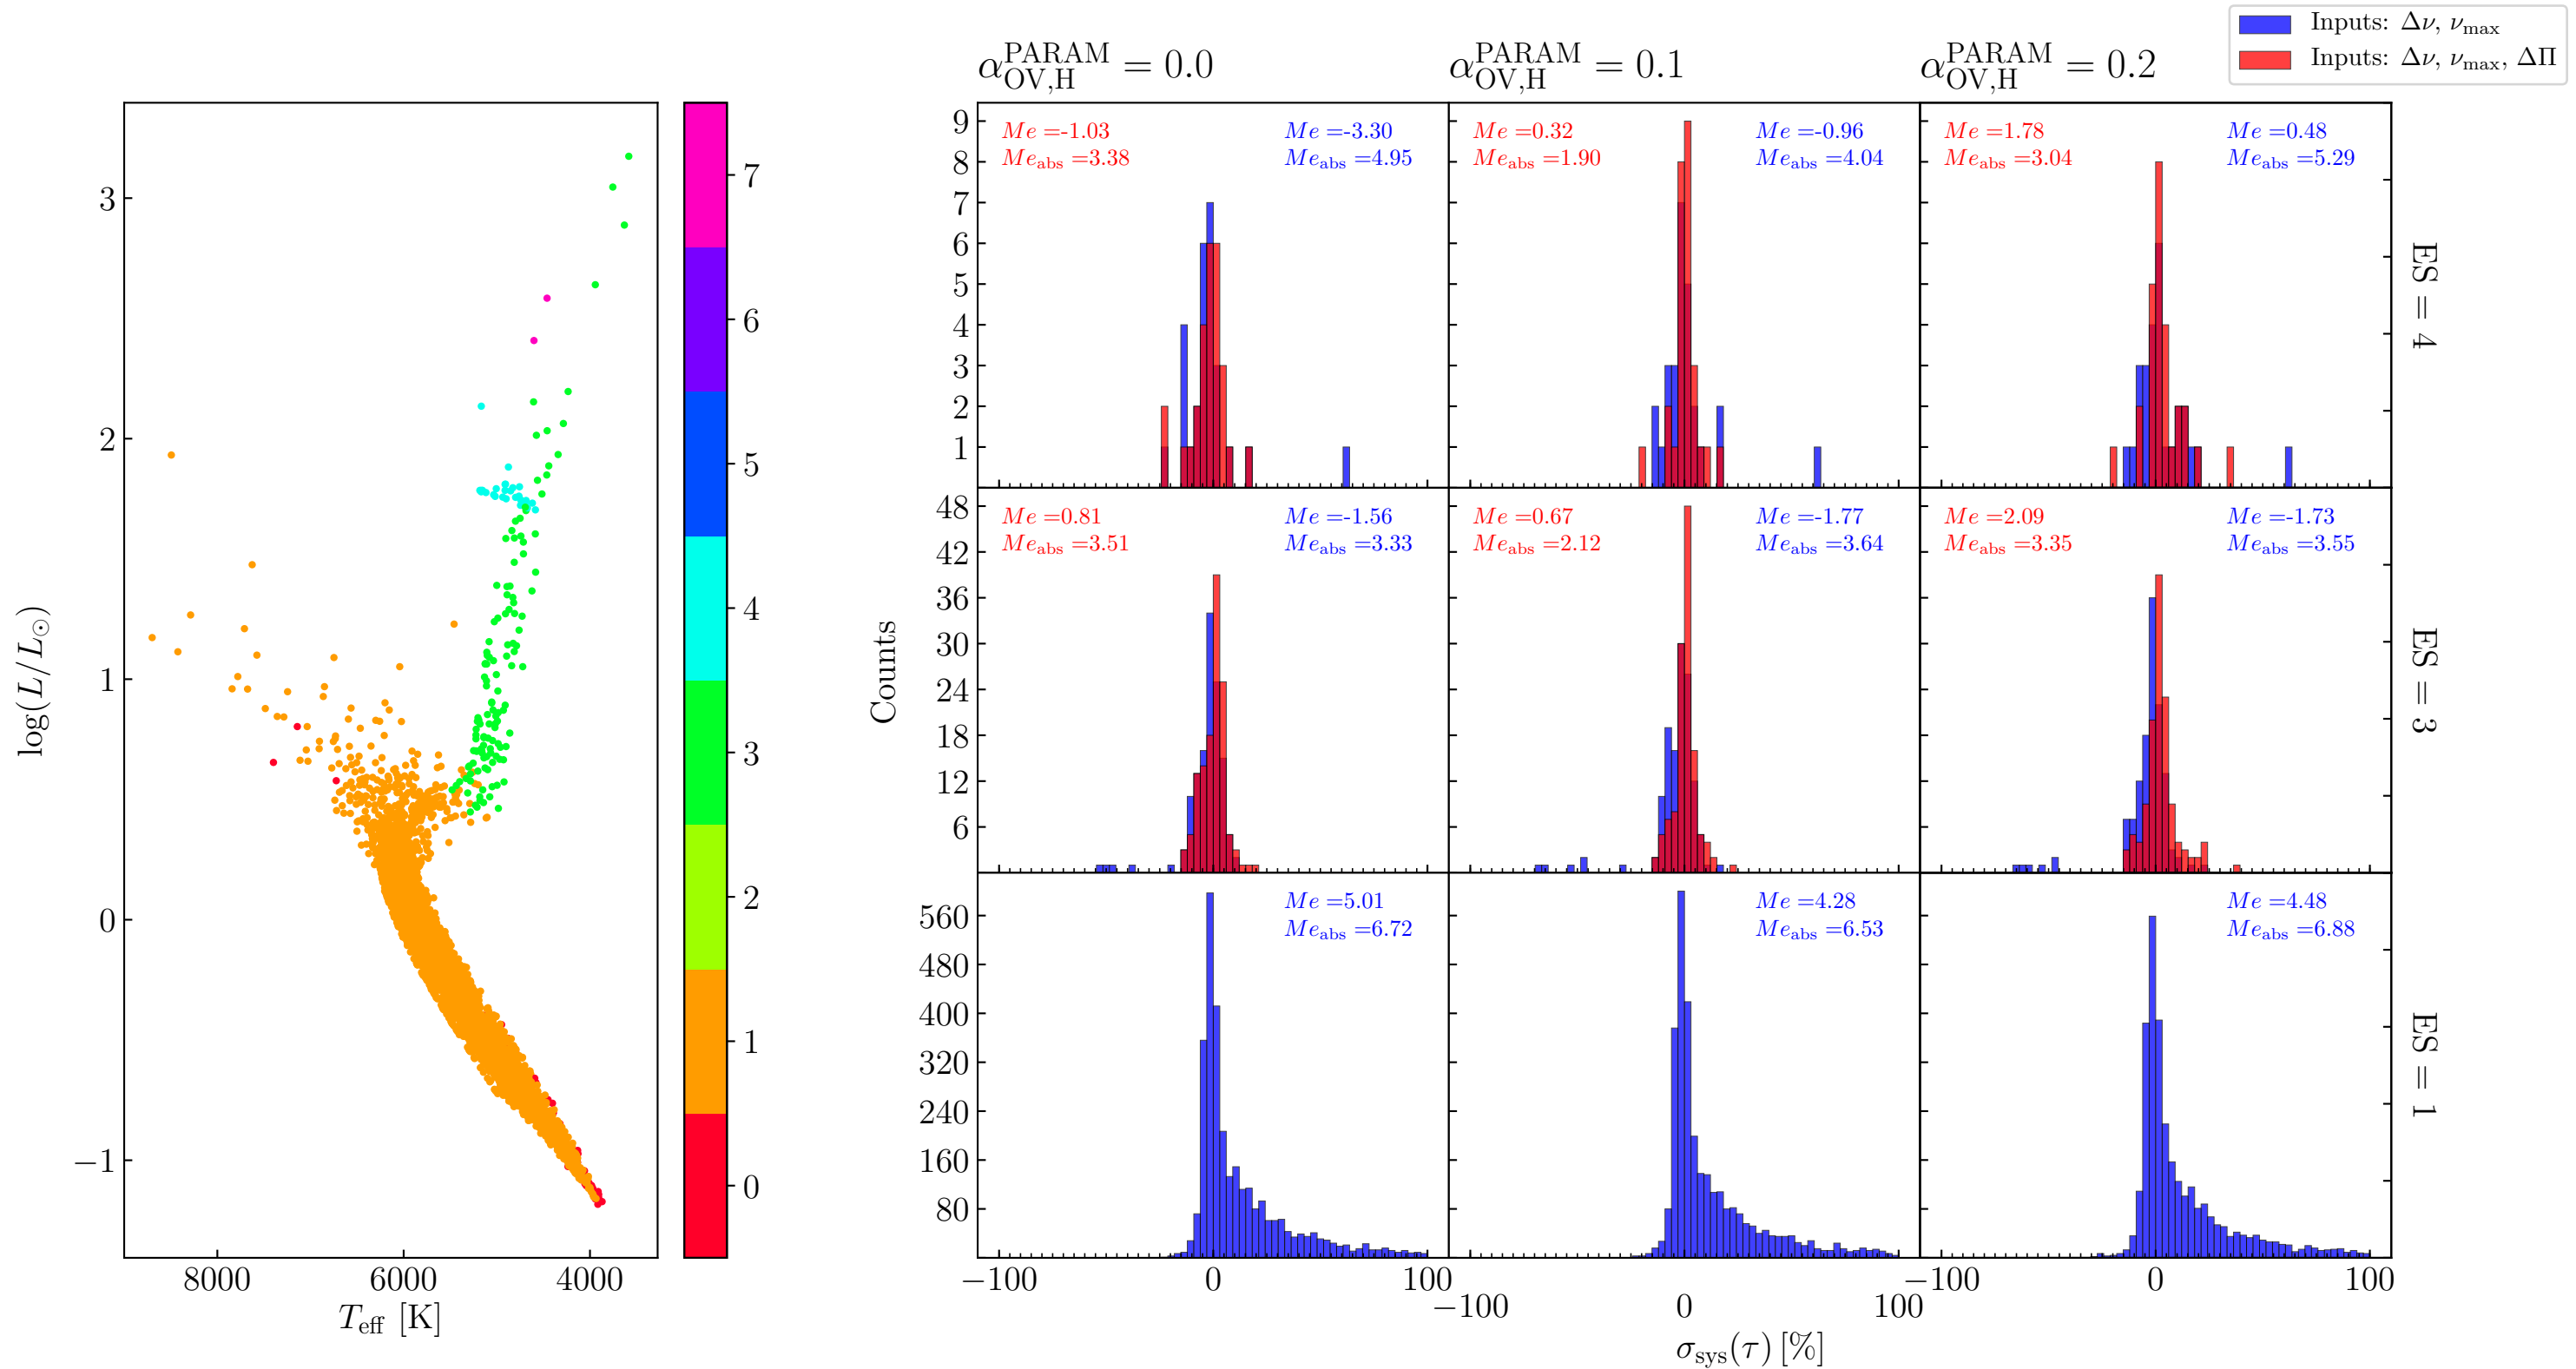 Inputs: Δν, ν_max
Inputs: Δν, ν_max, ΔΠ
α^PARAM_OV,H = 0.0
α^PARAM_OV,H = 0.1
α^PARAM_OV,H = 0.2
log(L/L⊙)
3
2
1
0
−1
8000
6000
4000
T_eff [K]
7
6
5
4
3
2
1
0
Counts
9
8
7
6
5
4
3
2
1
Me =-1.03
Me_abs =3.38
Me =-3.30
Me_abs =4.95
Me =0.32
Me_abs =1.90
Me =-0.96
Me_abs =4.04
Me =1.78
Me_abs =3.04
Me =0.48
Me_abs =5.29
ES = 4
48
42
36
30
24
18
12
6
Me =0.81
Me_abs =3.51
Me =-1.56
Me_abs =3.33
Me =0.67
Me_abs =2.12
Me =-1.77
Me_abs =3.64
Me =2.09
Me_abs =3.35
Me =-1.73
Me_abs =3.55
ES = 3
560
480
400
320
240
160
80
Me =5.01
Me_abs =6.72
Me =4.28
Me_abs =6.53
Me =4.48
Me_abs =6.88
ES = 1
−100
0
100
−100
0
100
−100
0
100
σ_sys(τ) [%]